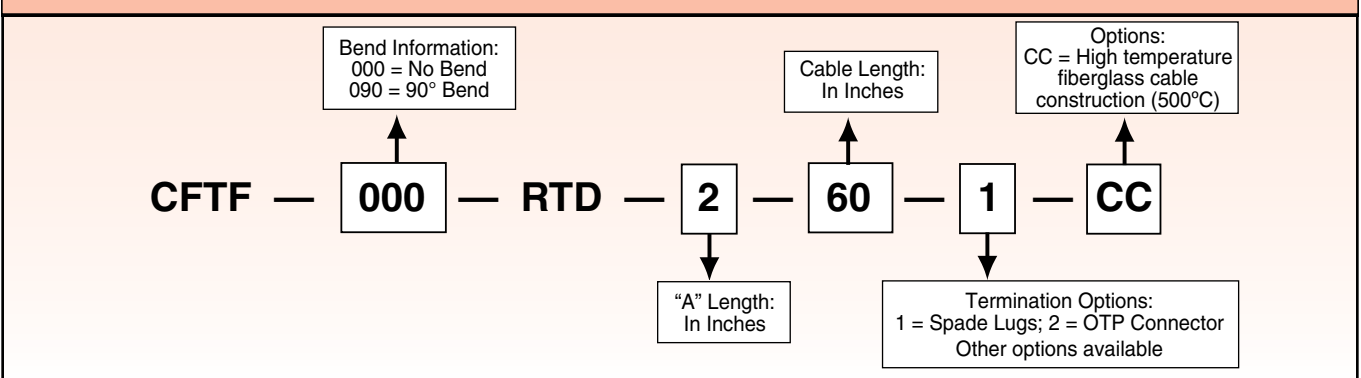 Bend Information:
000 = No Bend
090 = 90° Bend
Cable Length:
In Inches
Options:
CC = High temperature
fiberglass cable
construction (500°C)
CFTF — 000 — RTD — 2 — 60 — 1 — CC
"A" Length:
In Inches
Termination Options:
1 = Spade Lugs; 2 = OTP Connector
Other options available